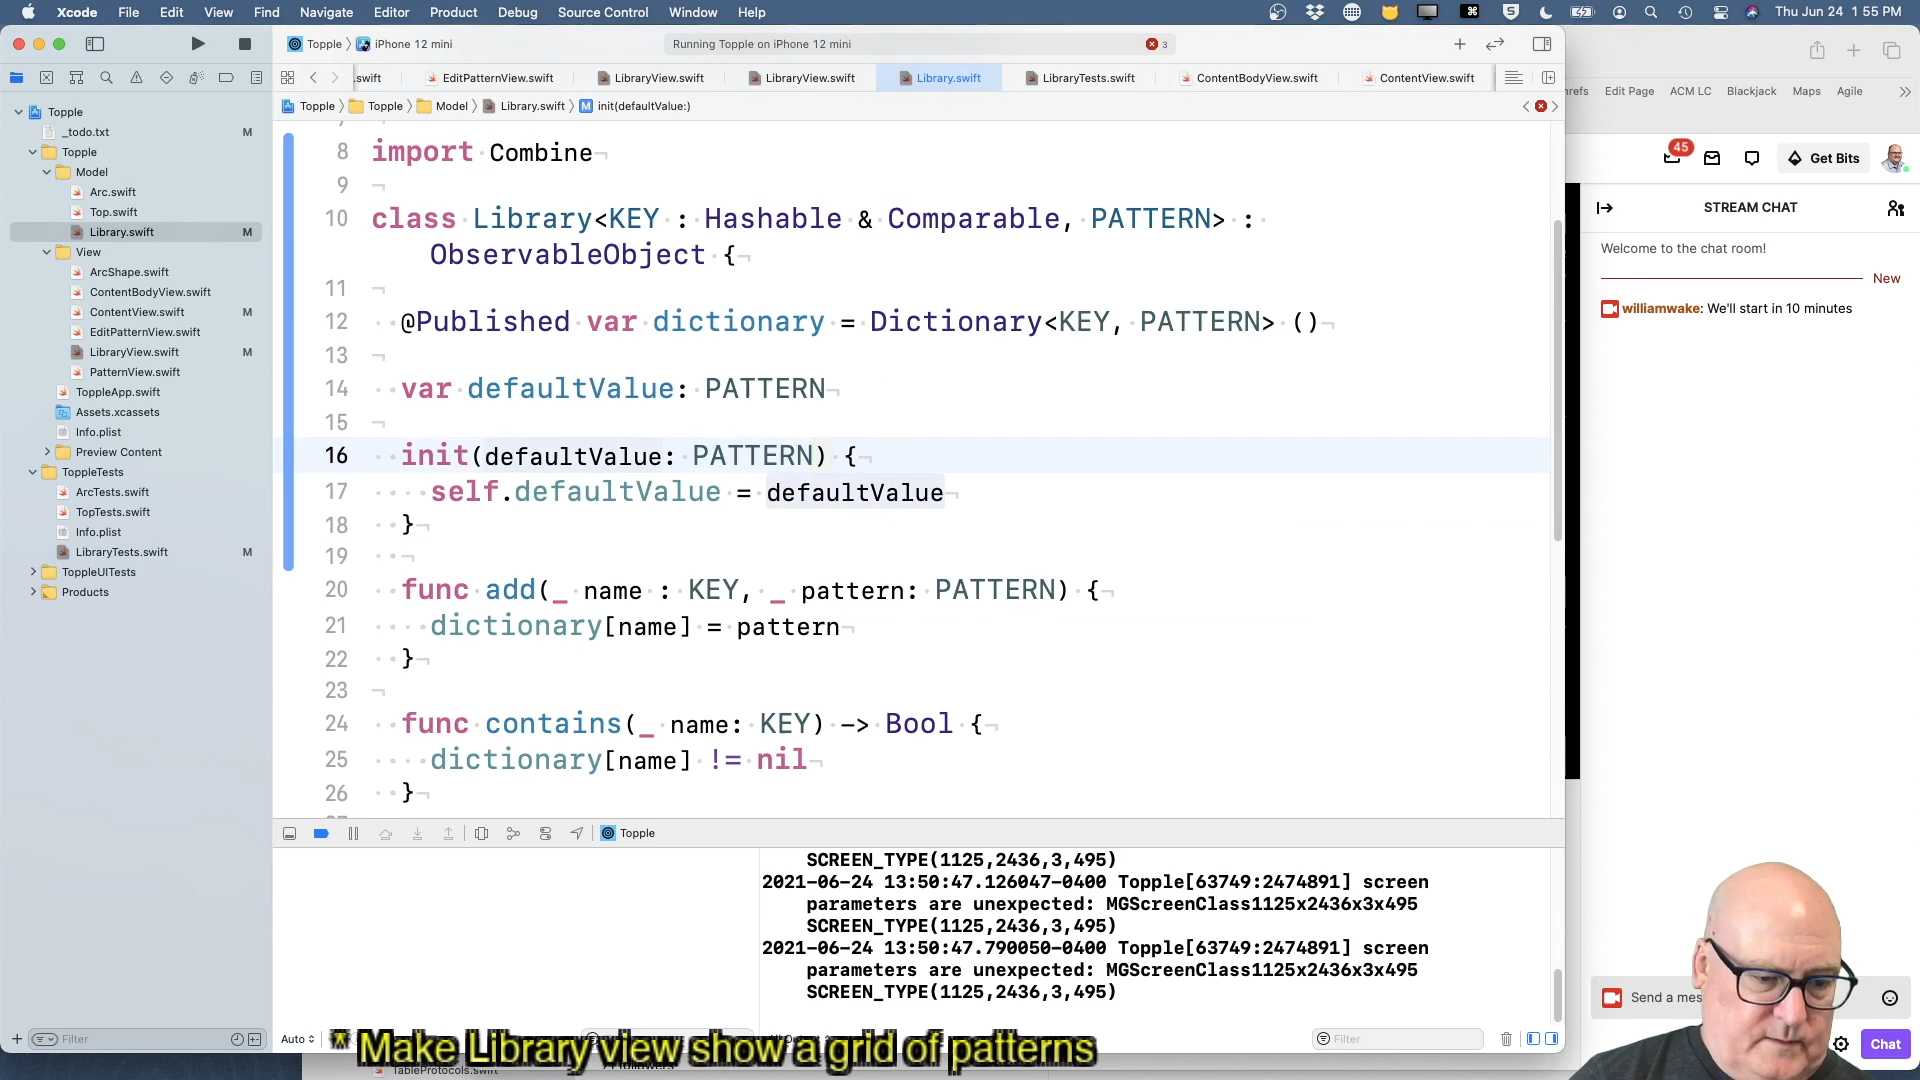 Xcode File Edit View Find Navigate Editor Product Debug Source Control Window Help
Thu Jun 24 1 55 PM
Topple iPhone 12 mini
Running Topple on iPhone 12 mini
3
.swift
EditPatternView.swift
LibraryView.swift
LibraryView.swift
Library.swift
LibraryTests.swift
ContentBodyView.swift
ContentView.swift
Topple Topple Model Library.swift M init(defaultValue:)
Topple
_todo.txt M
Topple
Model
Arc.swift
Top.swift
Library.swift M
View
ArcShape.swift
ContentBodyView.swift
ContentView.swift M
EditPatternView.swift
LibraryView.swift M
PatternView.swift
ToppleApp.swift
Assets.xcassets
Info.plist
Preview Content
ToppleTests
ArcTests.swift
TopTests.swift
Info.plist
LibraryTests.swift M
ToppleUITests
Products
Filter
8 import Combine
9
10 class Library<KEY : Hashable & Comparable, PATTERN> :
ObservableObject {
11
12 @Published var dictionary = Dictionary<KEY, PATTERN> ()
13
14 var defaultValue: PATTERN
15
16 init(defaultValue: PATTERN) {
17 self.defaultValue = defaultValue
18 }
19
20 func add(_ name : KEY, _ pattern: PATTERN) {
21 dictionary[name] = pattern
22 }
23
24 func contains(_ name: KEY) -> Bool {
25 dictionary[name] != nil
26 }
Topple
SCREEN_TYPE(1125,2436,3,495)
2021-06-24 13:50:47.126047-0400 Topple[63749:2474891] screen
parameters are unexpected: MGScreenClass1125x2436x3x495
SCREEN_TYPE(1125,2436,3,495)
2021-06-24 13:50:47.790050-0400 Topple[63749:2474891] screen
parameters are unexpected: MGScreenClass1125x2436x3x495
SCREEN_TYPE(1125,2436,3,495)
Auto
Filter
* Make Library view show a grid of patterns
TableProtocols.swift
Edit Page ACM LC Blackjack Maps Agile
45
Get Bits
STREAM CHAT
Welcome to the chat room!
New
williamwake: We'll start in 10 minutes
Send a mes
Chat